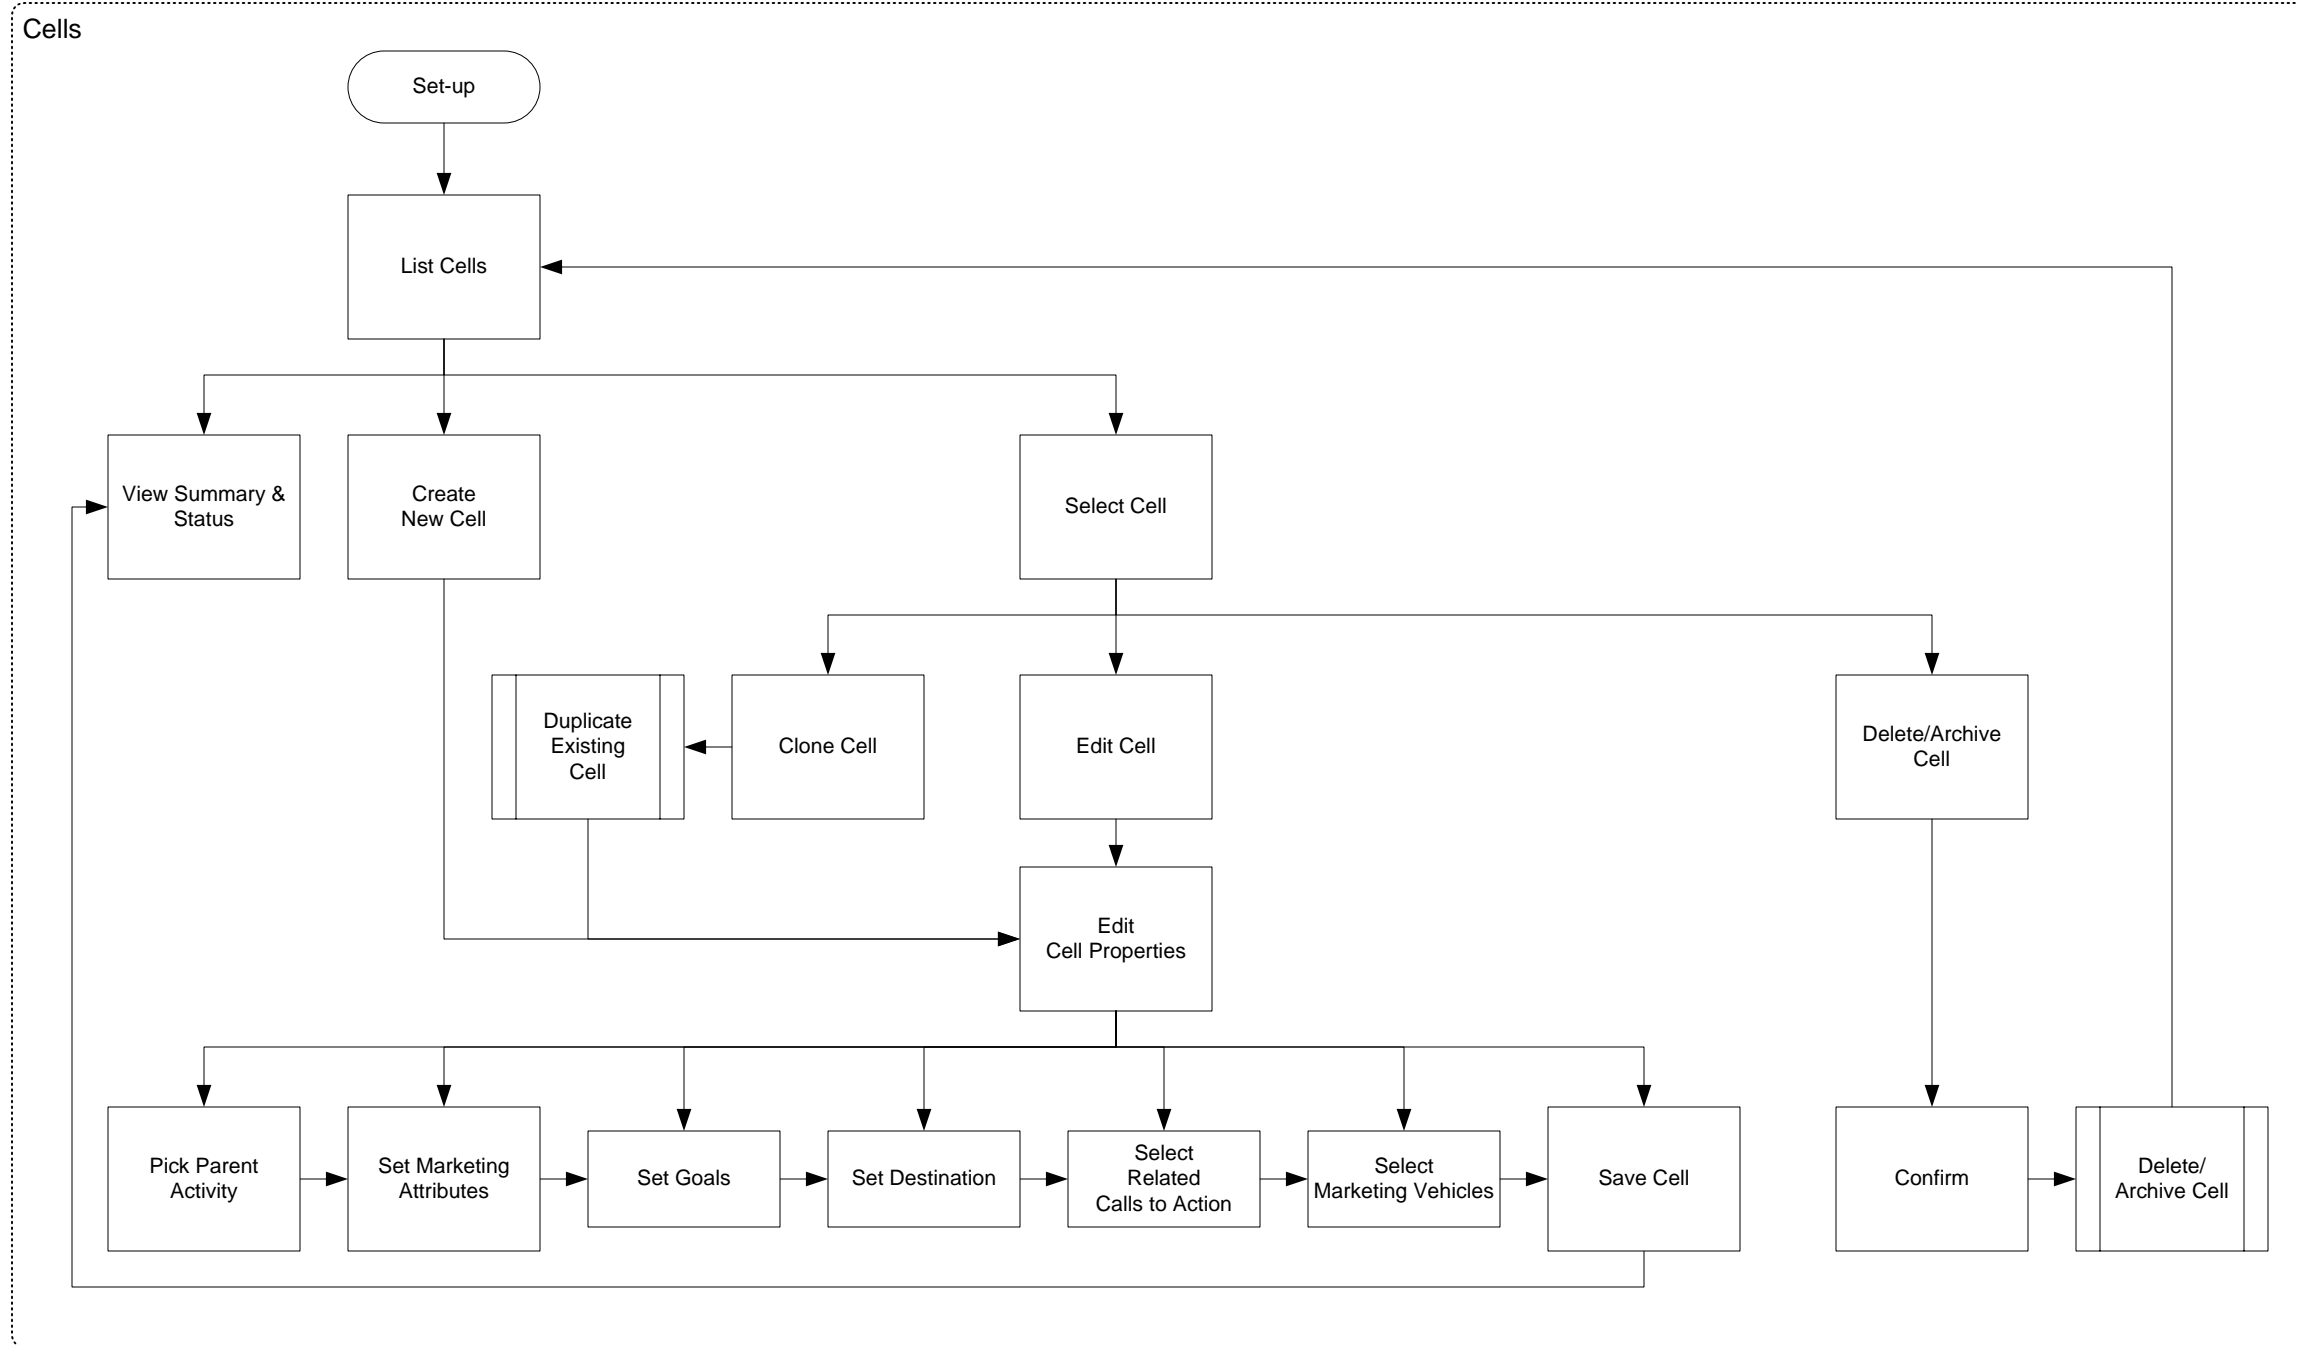 Cells
Set-up
List Cells
View Summary &
Status
Create
New Cell
Select Cell
Duplicate
Existing
Cell
Clone Cell
Edit Cell
Delete/Archive
Cell
Edit
Cell Properties
Pick Parent
Activity
Set Marketing
Attributes
Set Goals
Set Destination
Select
Related
Calls to Action
Select
Marketing Vehicles
Save Cell
Confirm
Delete/
Archive Cell